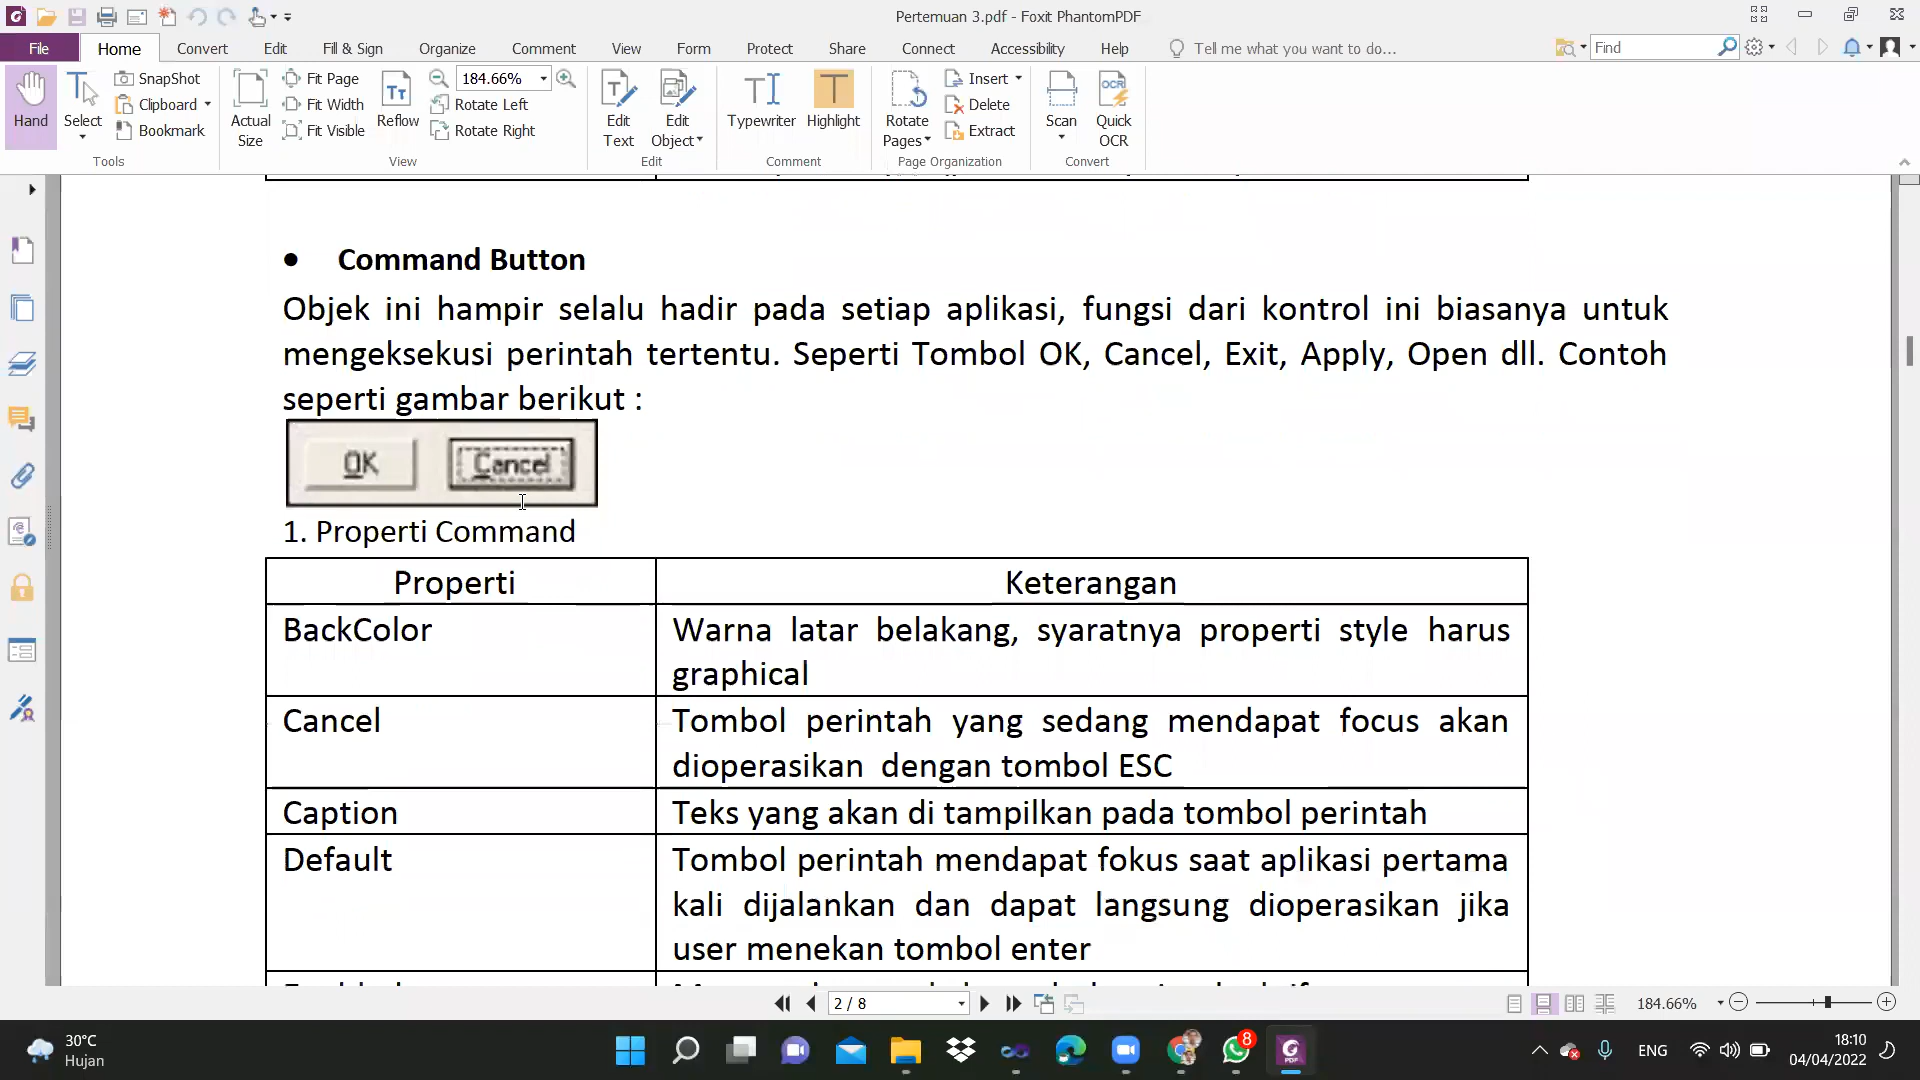 Pertemuan 3.pdf - Foxit PhantomPDF
File Home Convert Edit Fill & Sign Organize Comment View Form Protect Share Connect Accessibility Help Tell me what you want to do... Find
Hand
Select
SnapShot
Clipboard
Bookmark
Tools
Actual Size
Fit Page
Fit Width
Fit Visible
Reflow
184.66%
Rotate Left
Rotate Right
View
Edit Text
Edit Object
Edit
Typewriter
Highlight
Comment
Rotate Pages
Insert
Delete
Extract
Page Organization
Scan
Quick OCR
Convert
• Command Button
Objek ini hampir selalu hadir pada setiap aplikasi, fungsi dari kontrol ini biasanya untuk
mengeksekusi perintah tertentu. Seperti Tombol OK, Cancel, Exit, Apply, Open dll. Contoh
seperti gambar berikut :
OK Cancel
1. Properti Command
Properti Keterangan
BackColor Warna latar belakang, syaratnya properti style harus
graphical
Cancel Tombol perintah yang sedang mendapat focus akan
dioperasikan dengan tombol ESC
Caption Teks yang akan di tampilkan pada tombol perintah
Default Tombol perintah mendapat fokus saat aplikasi pertama
kali dijalankan dan dapat langsung dioperasikan jika
user menekan tombol enter
2 / 8
184.66%
30°C
Hujan
8
PDF
ENG
18:10
04/04/2022